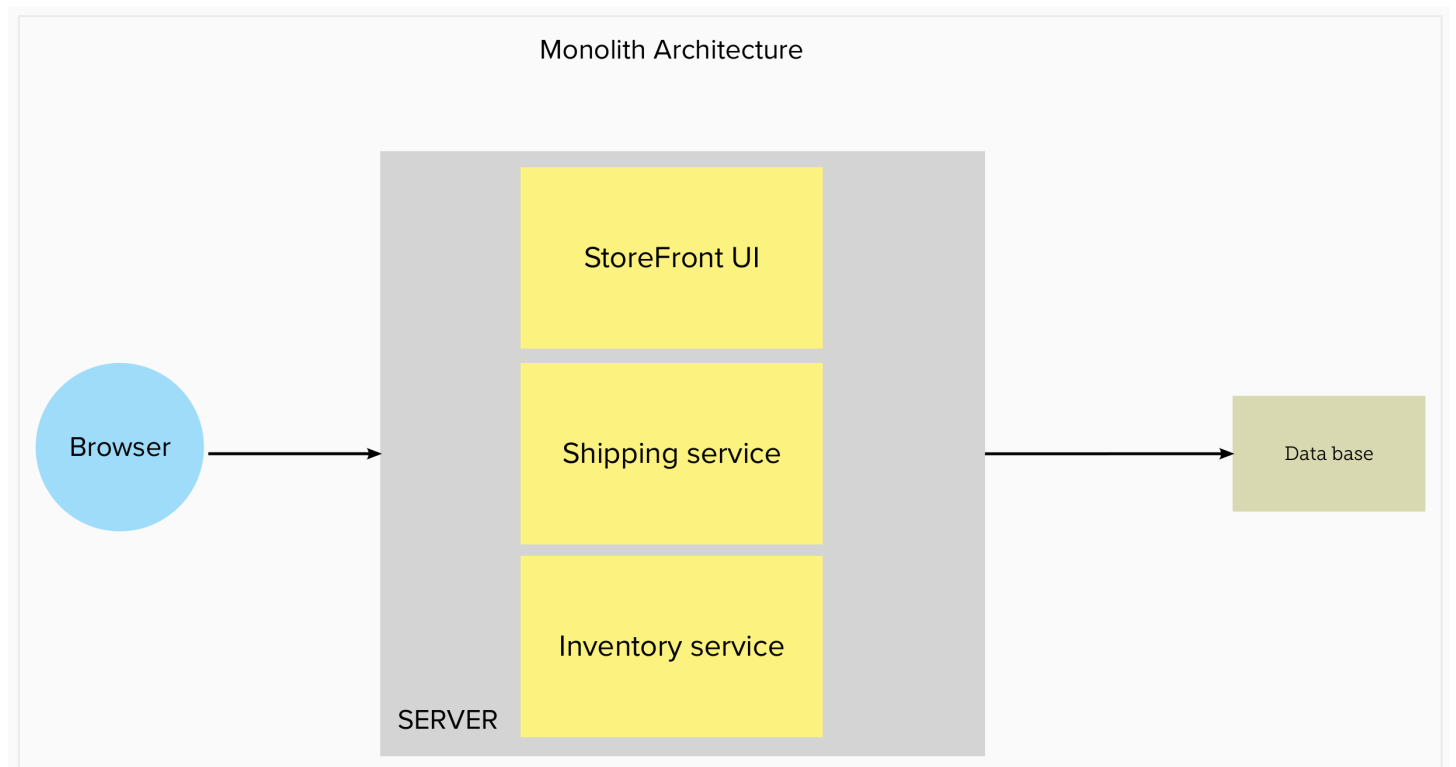 Monolith Architecture
StoreFront UI
Browser
Shipping service
Data base
Inventory service
SERVER